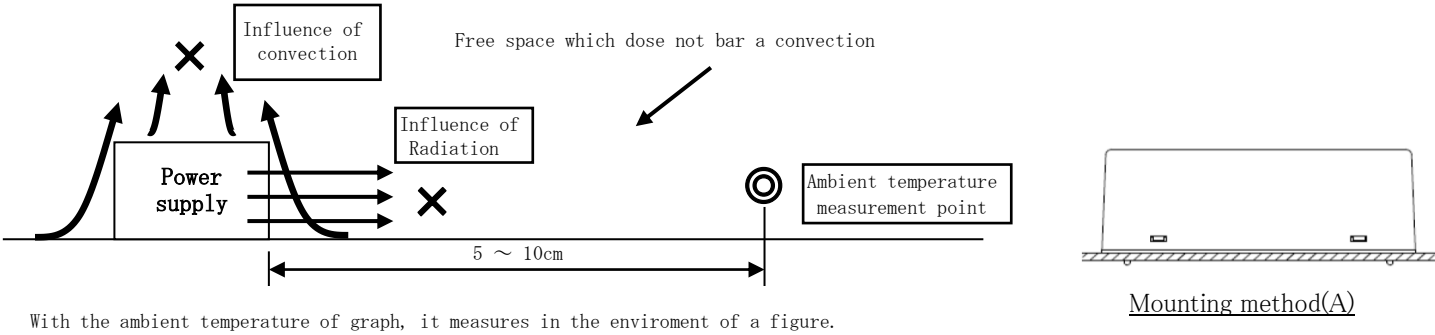 Influence of
convection
Free space which dose not bar a convection
Influence of
Radiation
Power
supply
Ambient temperature
measurement point
5 ～ 10cm
Mounting method(A)
With the ambient temperature of graph, it measures in the enviroment of a figure.